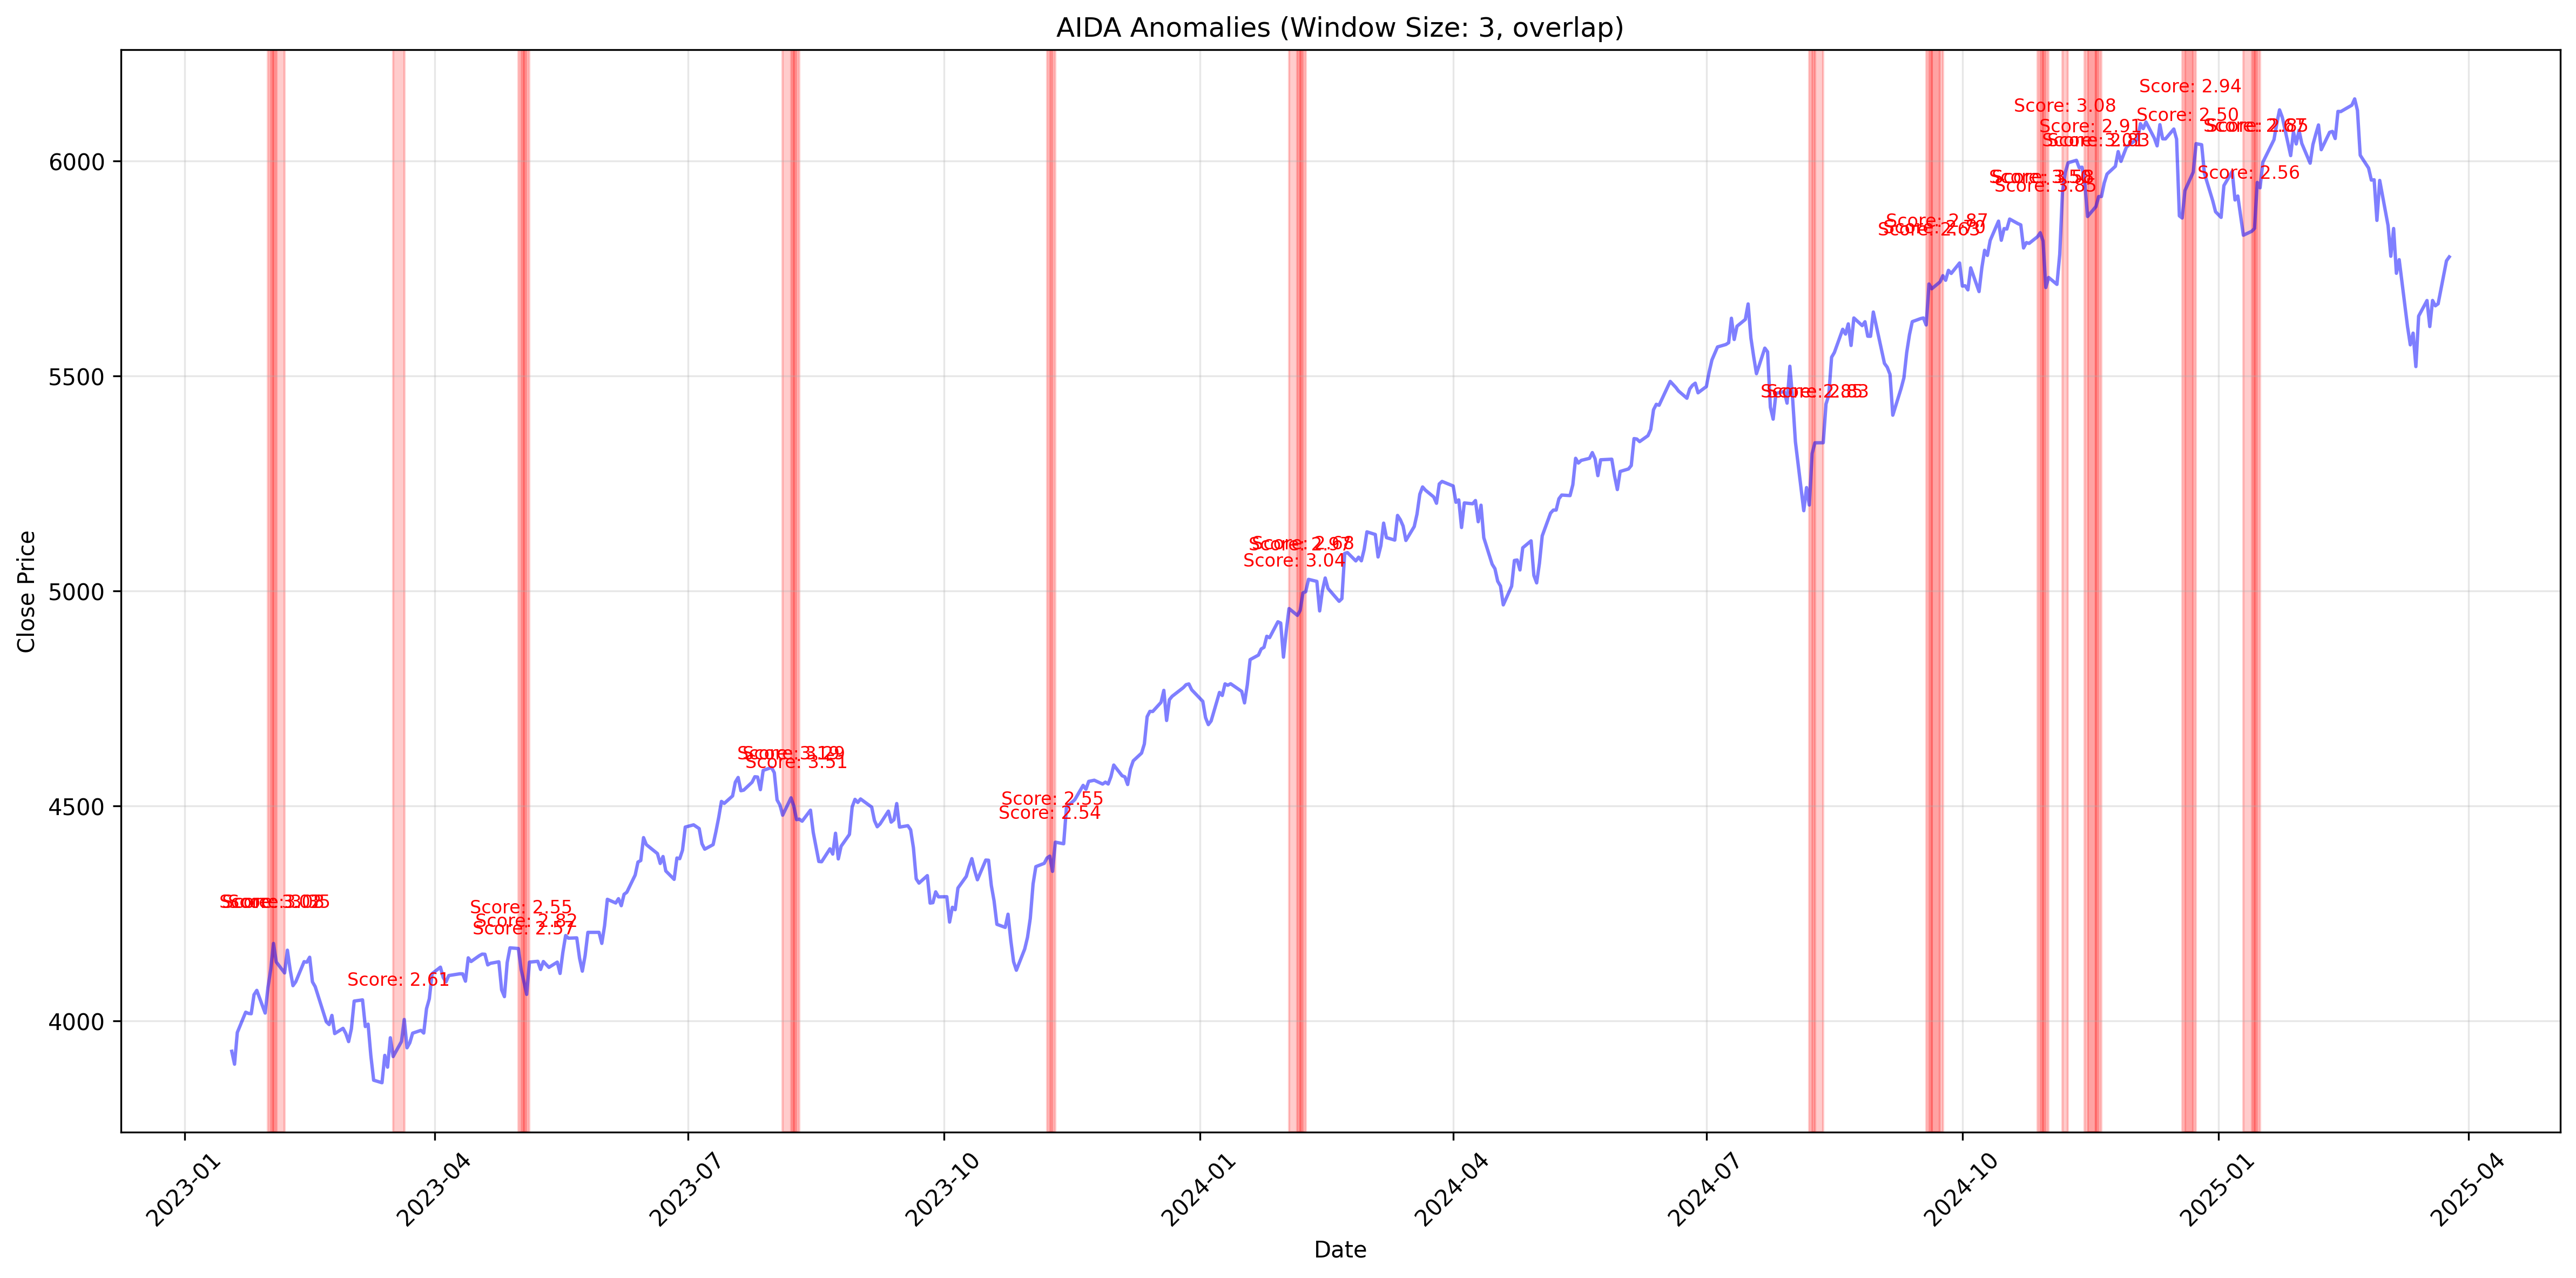 AIDA Anomalies (Window Size: 3, overlap)
Close Price
6000
5500
5000
4500
4000
Score: 2.94
Score: 3.08
Score: 2.50
Score: 2.91
Score: 2.56
Score: 3.85
Score: 2.87
Score: 2.63
Score: 3.04
Score: 3.51
Score: 2.55
Score: 2.54
Score: 2.55
Score: 2.82
Score: 2.57
Score: 2.61
2023-01
2023-04
2023-07
2023-10
2024-01
2024-04
2024-07
2024-10
2025-01
2025-04
Date